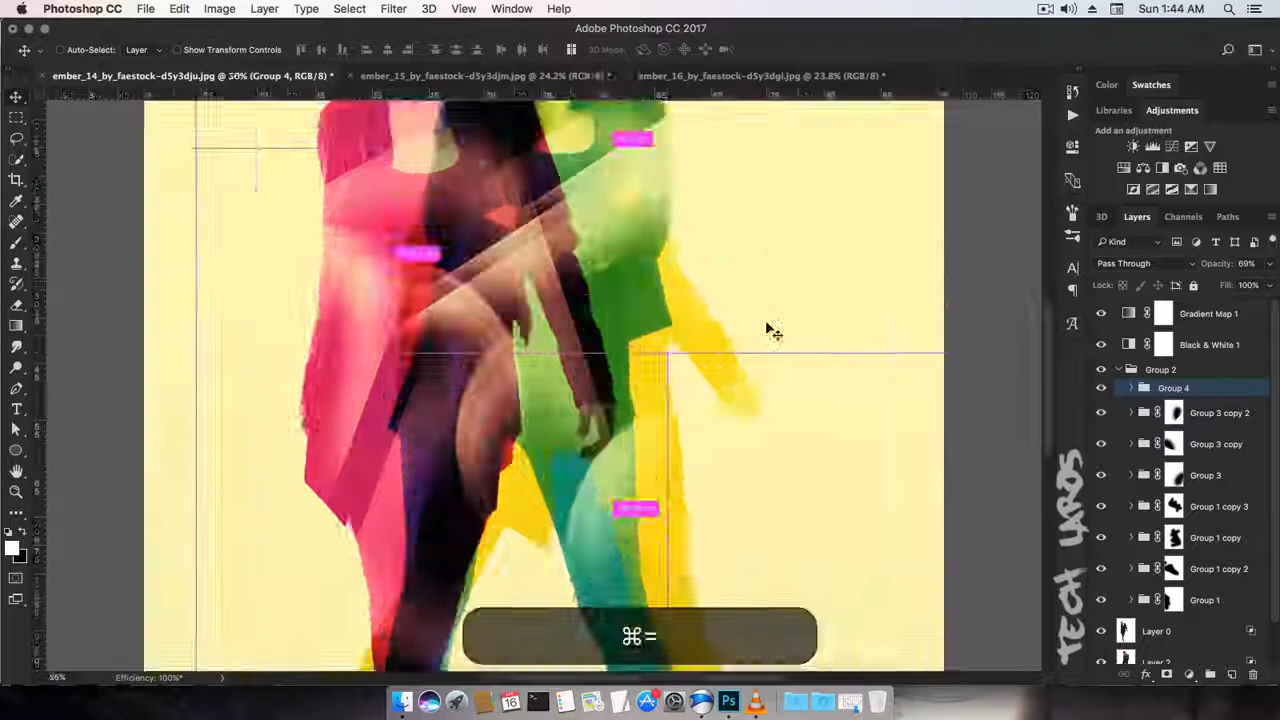 Photoshop CC File Edit Image Layer Type Select Filter 3D View Window Help Sun 1:44 AM
Adobe Photoshop CC 2017
Auto-Select: Layer Show Transform Controls 3D Mode:
ember_14_by_faestock-d5y3dju.jpg @ 50% (Group 4, RGB/8) * ember_15_by_faestock-d5y3djm.jpg @ 24.2% ember_16_by_faestock-d5y3dgi.jpg @ 23.8% (RGB/8) *
Color Swatches
Libraries Adjustments
Add an adjustment
3D Layers Channels Paths
Kind
Pass Through Opacity: 69%
Lock: Fill: 100%
Gradient Map 1
Black & White 1
Group 2
Group 4
Group 3 copy 2
Group 3 copy
Group 3
Group 1 copy 3
Group 1 copy
Group 1 copy 2
Group 1
Layer 0
TECH LARDS
⌘=
Efficiency: 100%*